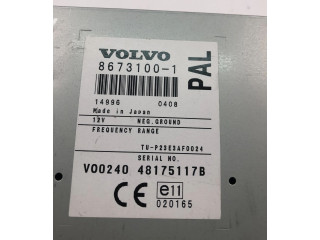 VOLVO
8673100-1
PAL
14996 0408
Made in Japan
12V NEG.GROUND
FREQUENCY RANGE
TU-P23E3AF0024
SERIAL NO.
V00240 48175117B
CE e11
020165